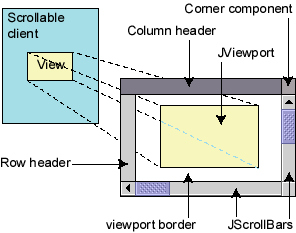 Corner component
Scrollable
client
Column header
JViewport
View
Row header
viewport border
JScrollBars